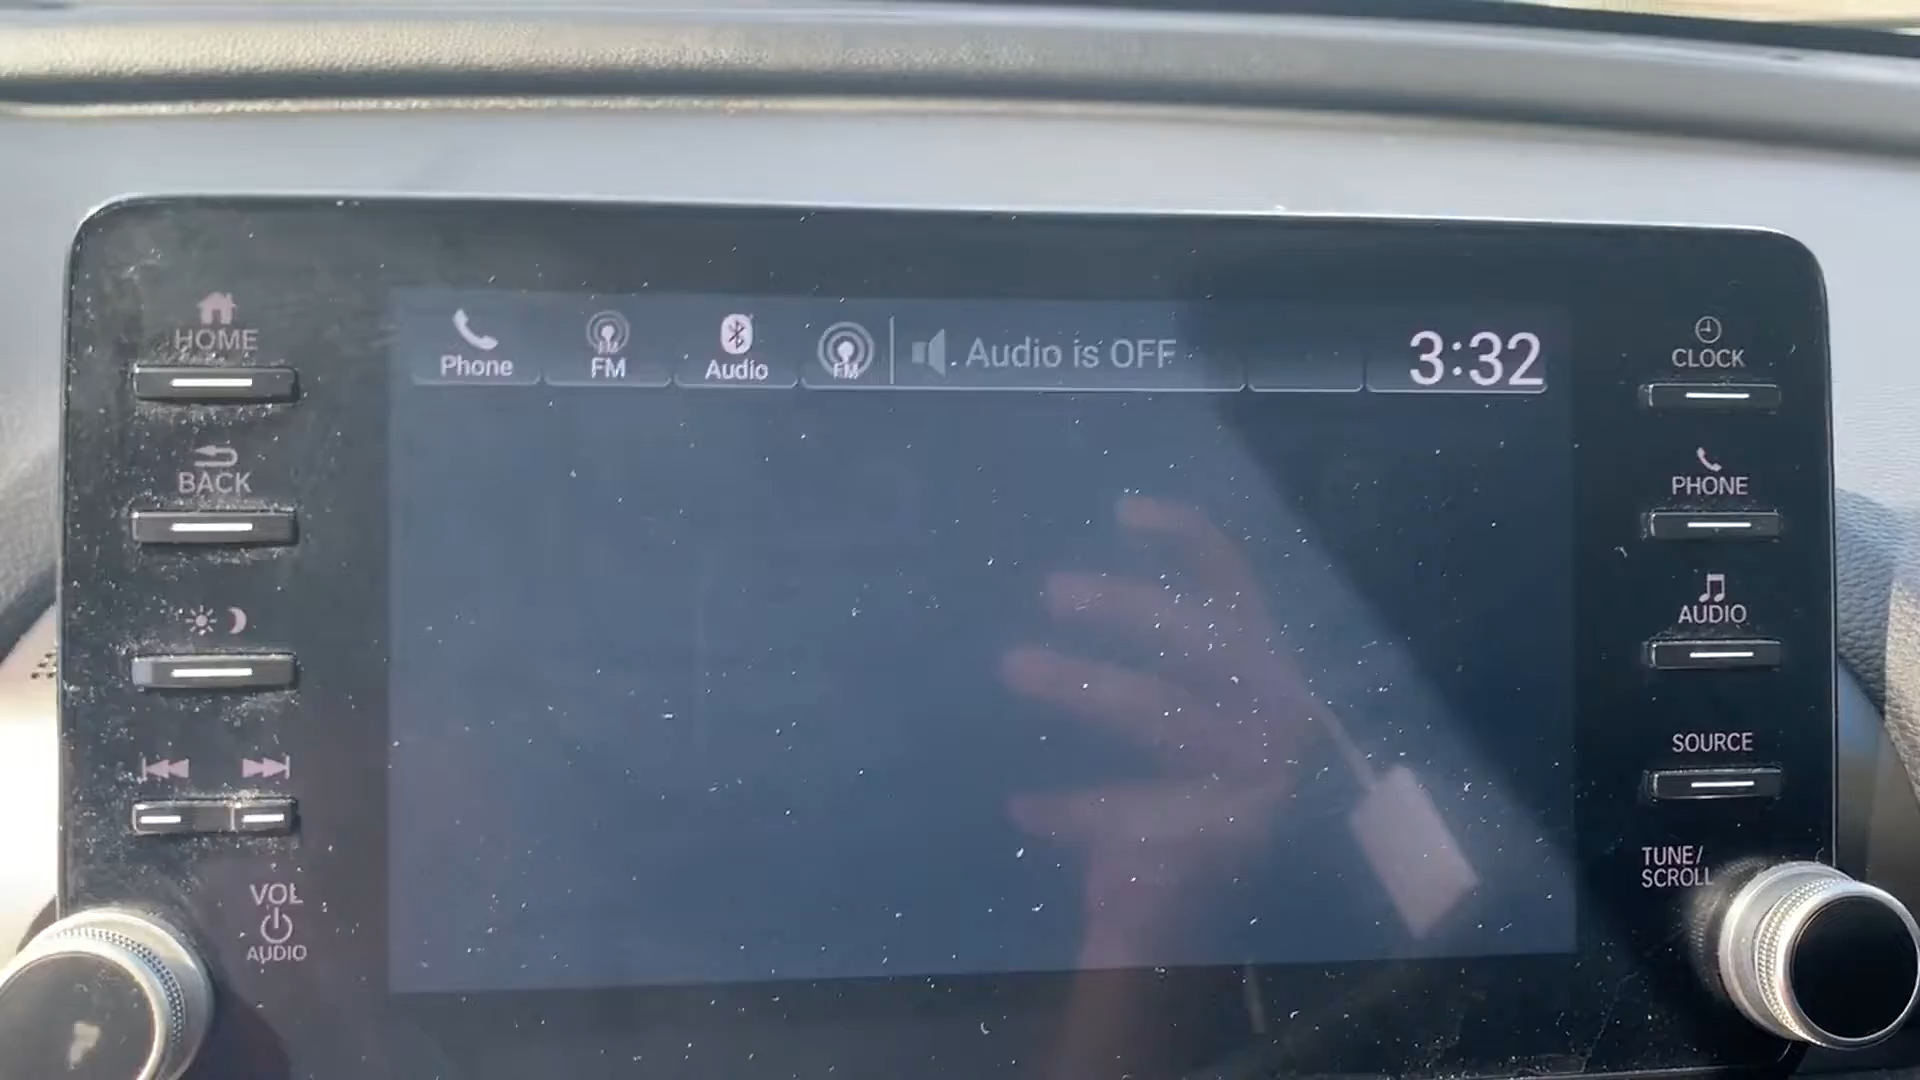 HOME
BACK
Phone
FM
FM
Audio
FM
Audio is OFF
3:32
CLOCK
PHONE
AUDIO
SOURCE
TUNE/
SCROLL
VOL
AUDIO